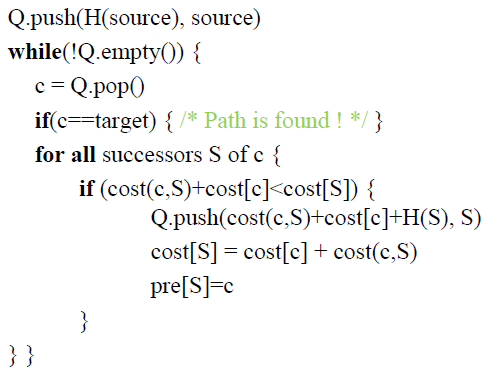 Q.push(H(source), source)
while(!Q.empty()) {
c = Q.pop()
if(c==target) { /* Path is found ! */ }
for all successors S of c {
if (cost(c,S)+cost[c]<cost[S]) {
Q.push(cost(c,S)+cost[c]+H(S), S)
cost[S] = cost[c] + cost(c,S)
pre[S]=c
}
} }